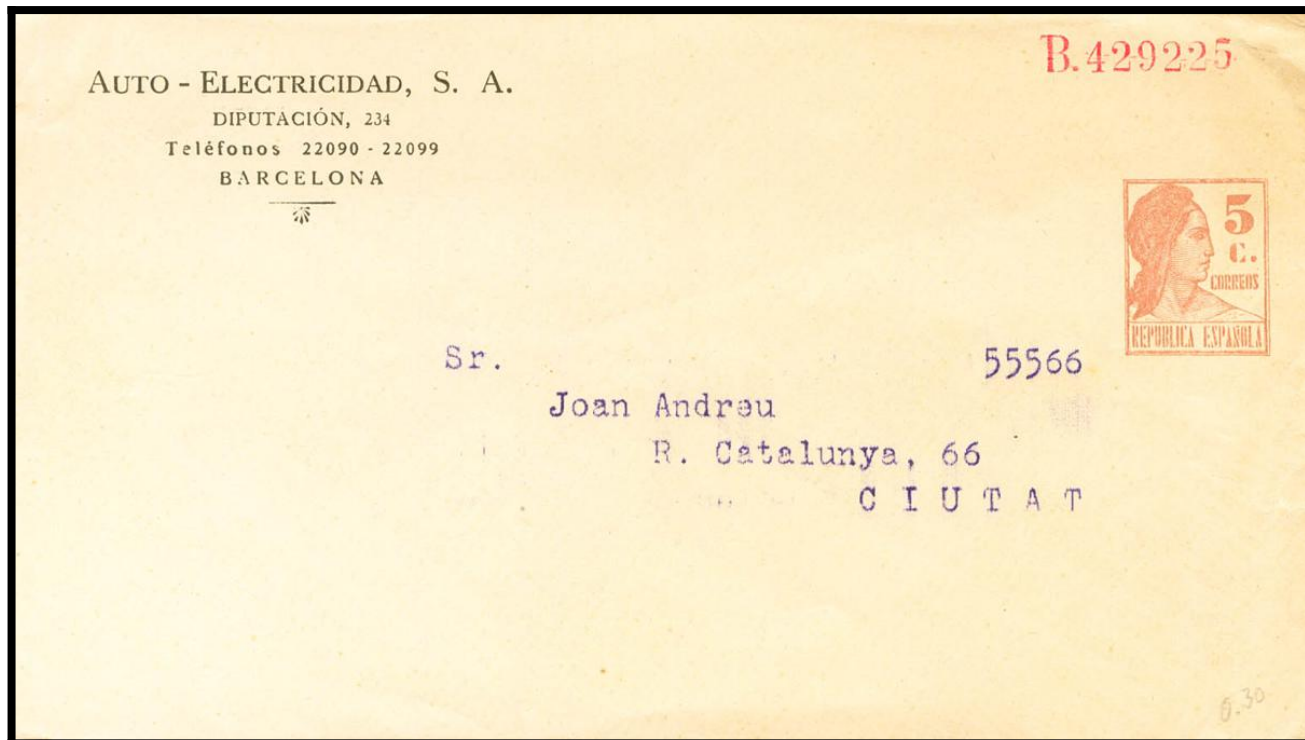 AUTO - ELECTRICIDAD, S. A.
DIPUTACIÓN, 234
Teléfonos 22090 - 22099
BARCELONA
B.429225
5
C.
CORREOS
REPUBLICA ESPAÑOLA
Sr. 55566
Joan Andreu
R. Catalunya, 66
CIUTAT
0.30